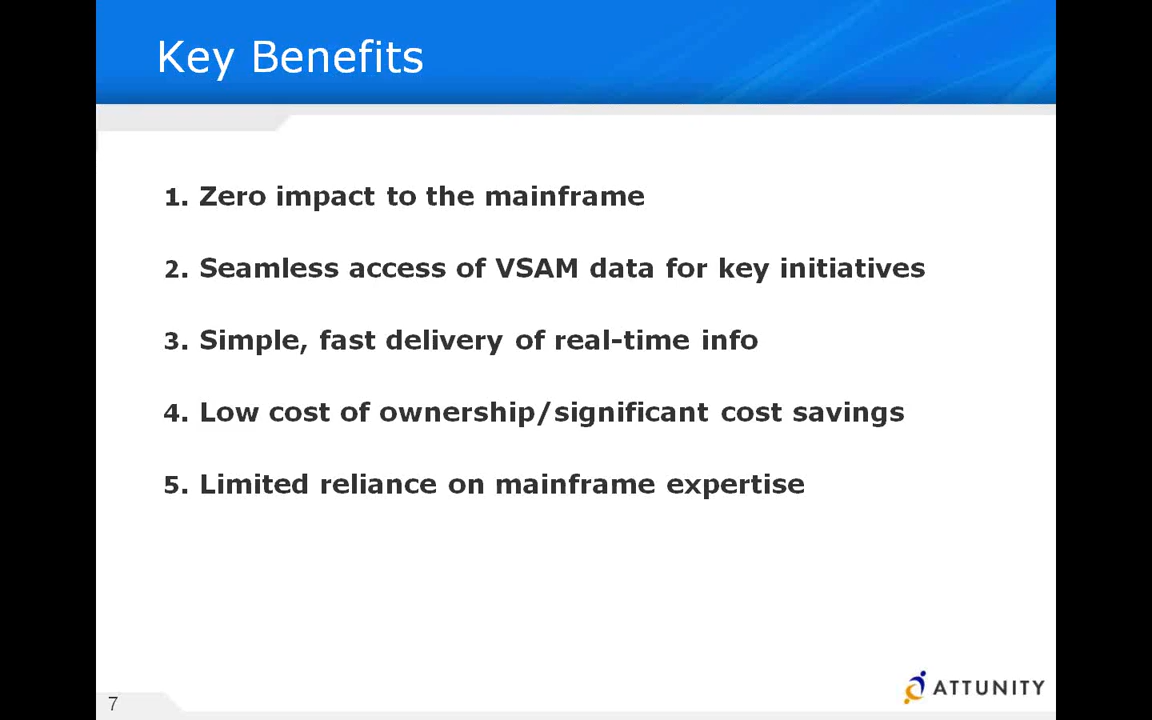 Key Benefits
1. Zero impact to the mainframe
2. Seamless access of VSAM data for key initiatives
3. Simple, fast delivery of real-time info
4. Low cost of ownership/significant cost savings
5. Limited reliance on mainframe expertise
7
ATTUNITY